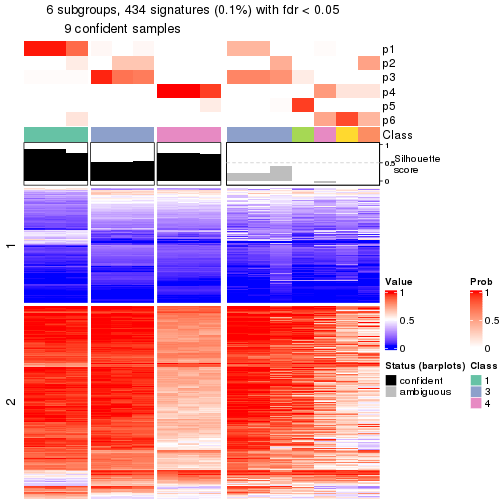 6 subgroups, 434 signatures (0.1%) with fdr < 0.05
9 confident samples
p1
p2
p3
p4
p5
p6
Class
1
0.5
0
Silhouette
score
1
2
Value
1
0.5
0
Prob
1
0.5
0
Status (barplots)
confident
ambiguous
Class
1
3
4